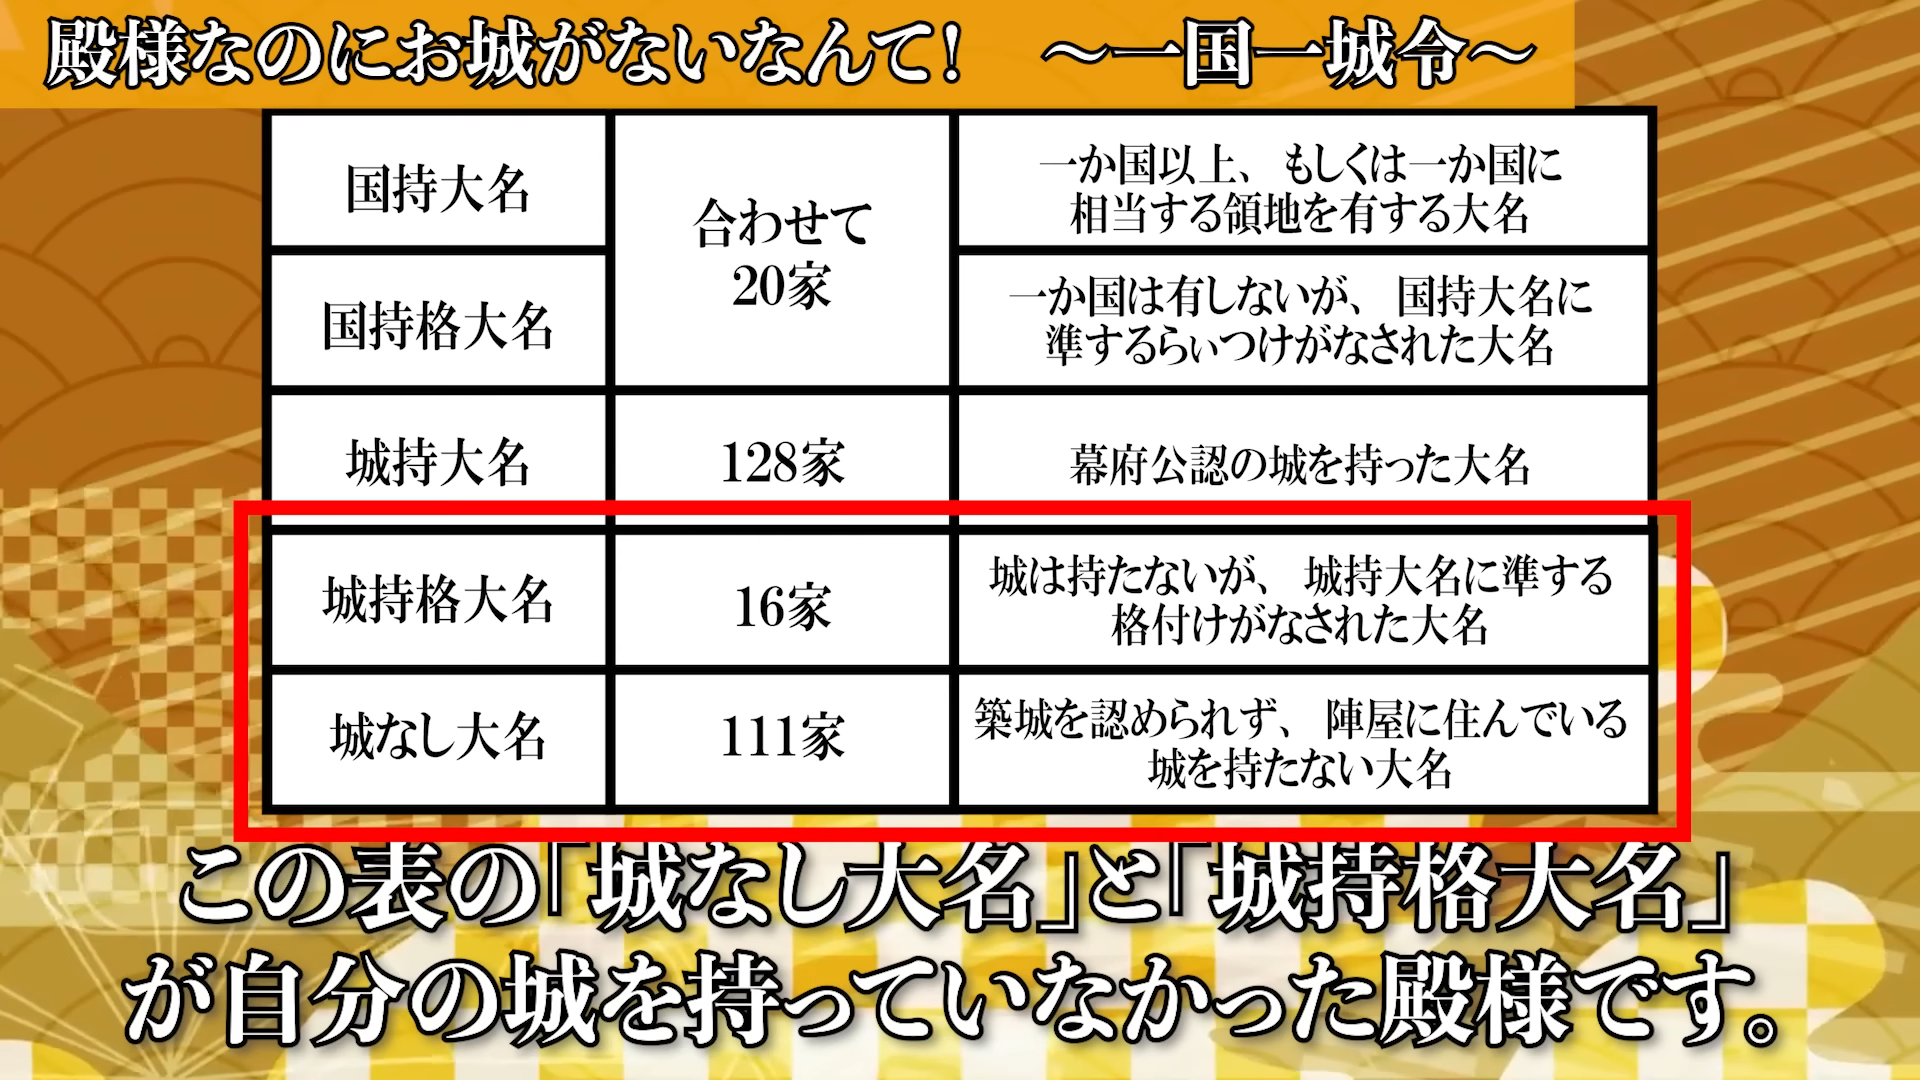 殿様なのにお城がないなんて! ～一国一城令～
国持大名
合わせて
20家
一か国以上、もしくは一か国に
相当する領地を有する大名
国持格大名
一か国は有しないが、国持大名に
準するらぃつけがなされた大名
城持大名
128家
幕府公認の城を持った大名
城持格大名
16家
城は持たないが、城持大名に準する
格付けがなされた大名
城なし大名
111家
築城を認められず、陣屋に住んでいる
城を持たない大名
この表の「城なし大名」と「城持格大名」
が自分の城を持っていなかった殿様です。